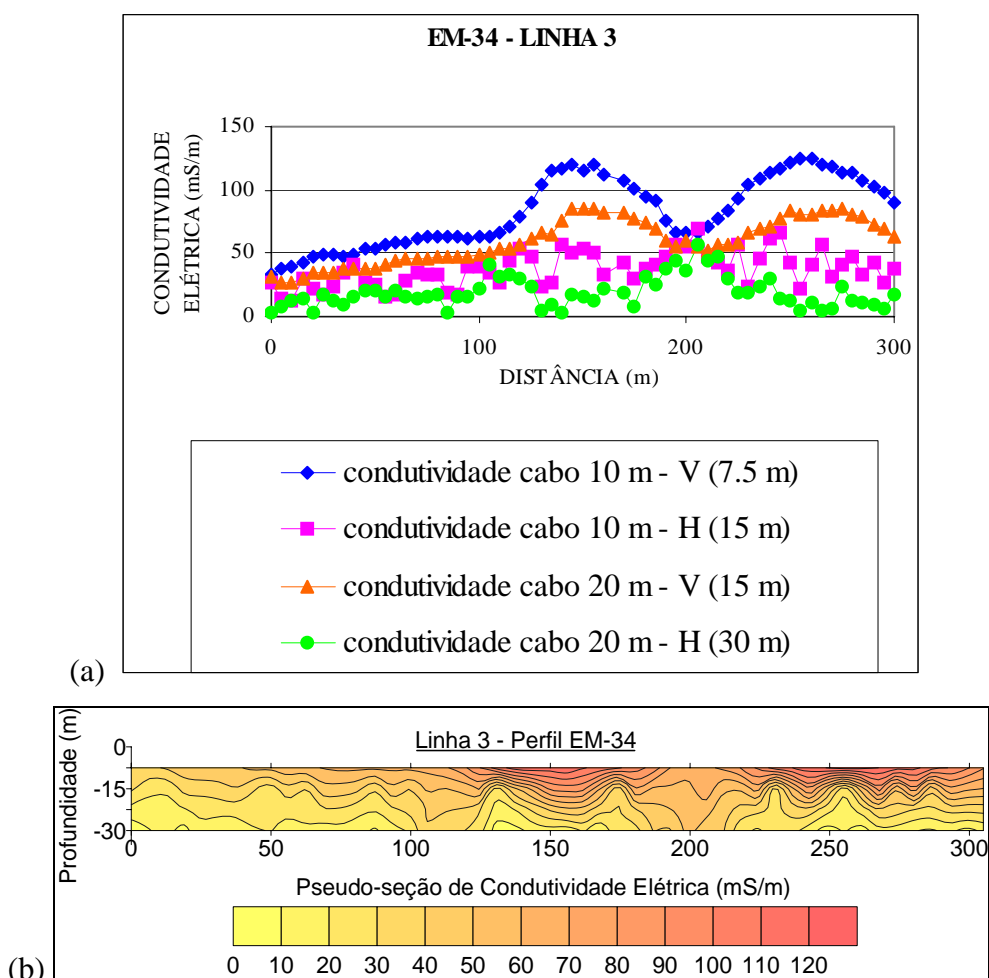 EM-34 - LINHA 3
CONDUTIVIDADE
ELÉTRICA (mS/m)
150
100
50
0
0 100 200 300
DISTÂNCIA (m)
condutividade cabo 10 m - V (7.5 m)
condutividade cabo 10 m - H (15 m)
condutividade cabo 20 m - V (15 m)
condutividade cabo 20 m - H (30 m)
(a)
Linha 3 - Perfil EM-34
Profundidade (m)
0
-15
-30
0 50 100 150 200 250 300
Pseudo-seção de Condutividade Elétrica (mS/m)
0 10 20 30 40 50 60 70 80 90 100 110 120
(b)